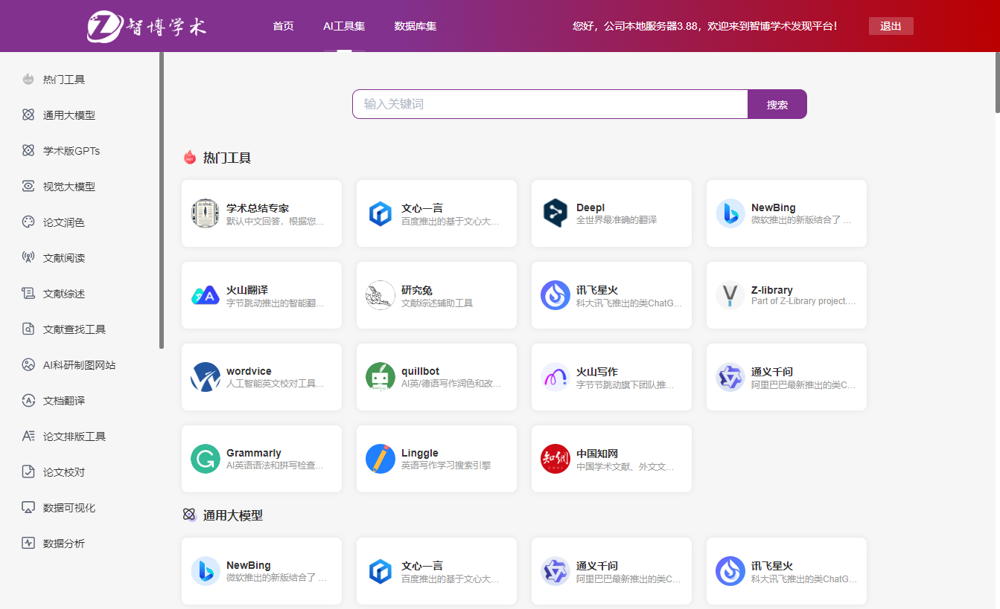 智博学术
首页
AI工具集
数据库集
您好，公司本地服务器3.88，欢迎来到智博学术发现平台！
退出
热门工具
通用大模型
学术版GPTs
视觉大模型
论文润色
文献阅读
文献综述
文献查找工具
AI科研制图网站
文档翻译
论文排版工具
论文校对
数据可视化
数据分析
输入关键词
搜索
热门工具
学术总结专家
默认中文回答，根据您...
文心一言
百度推出的基于文心大...
Deepl
全世界最准确的翻译
NewBing
微软推出的新版结合了 ...
火山翻译
字节跳动推出的智能翻...
研究兔
文献综述辅助工具
讯飞星火
科大讯飞推出的类ChatG...
Z-library
Part of Z-Library project....
wordvice
人工智能英文校对工具...
quillbot
AI英/德语写作润色和改...
火山写作
字节节跳动旗下团队推...
通义千问
阿里巴巴最新推出的类C...
Grammarly
AI英语语法和拼写检查...
Linggle
英语写作学习搜索引擎
中国知网
中国学术文献、外文文...
通用大模型
NewBing
微软推出的新版结合了 ...
文心一言
百度推出的基于文心大...
通义千问
阿里巴巴最新推出的类C...
讯飞星火
科大讯飞推出的类ChatG...